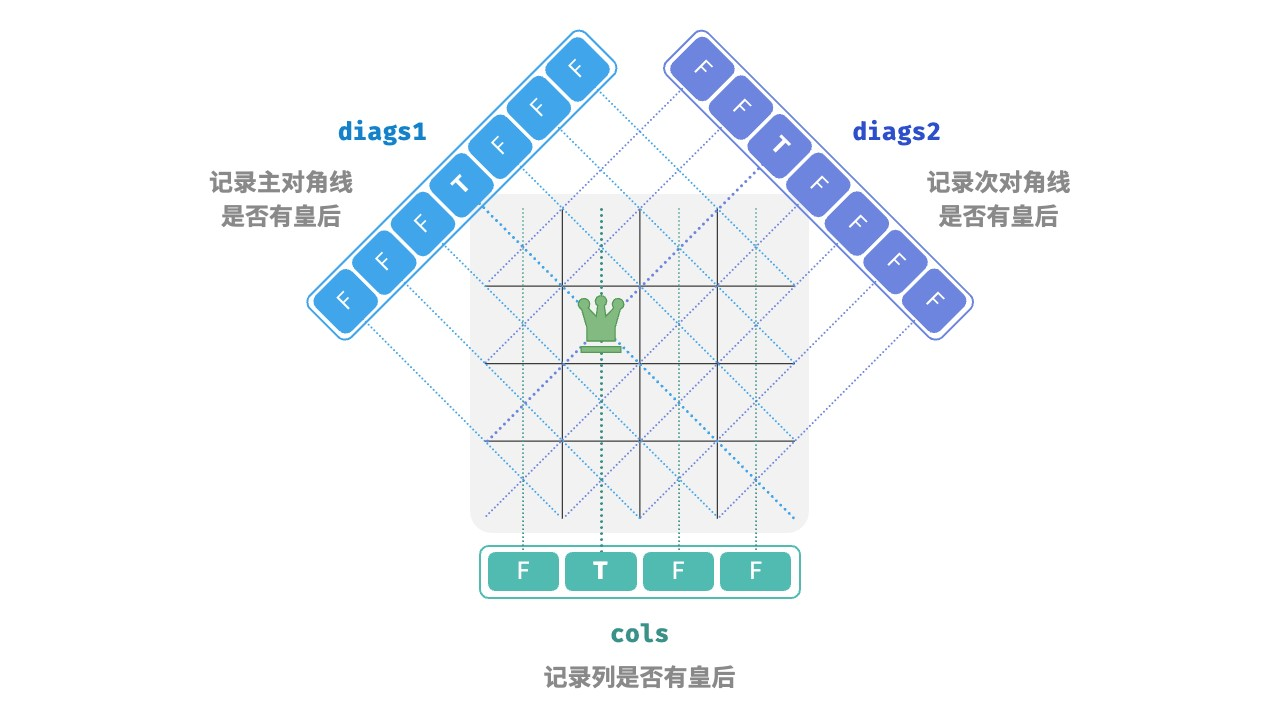 diags1
记录主对角线
是否有皇后
F F F T F F F
diags2
记录次对角线
是否有皇后
F F T F F F F
F T F F
cols
记录列是否有皇后